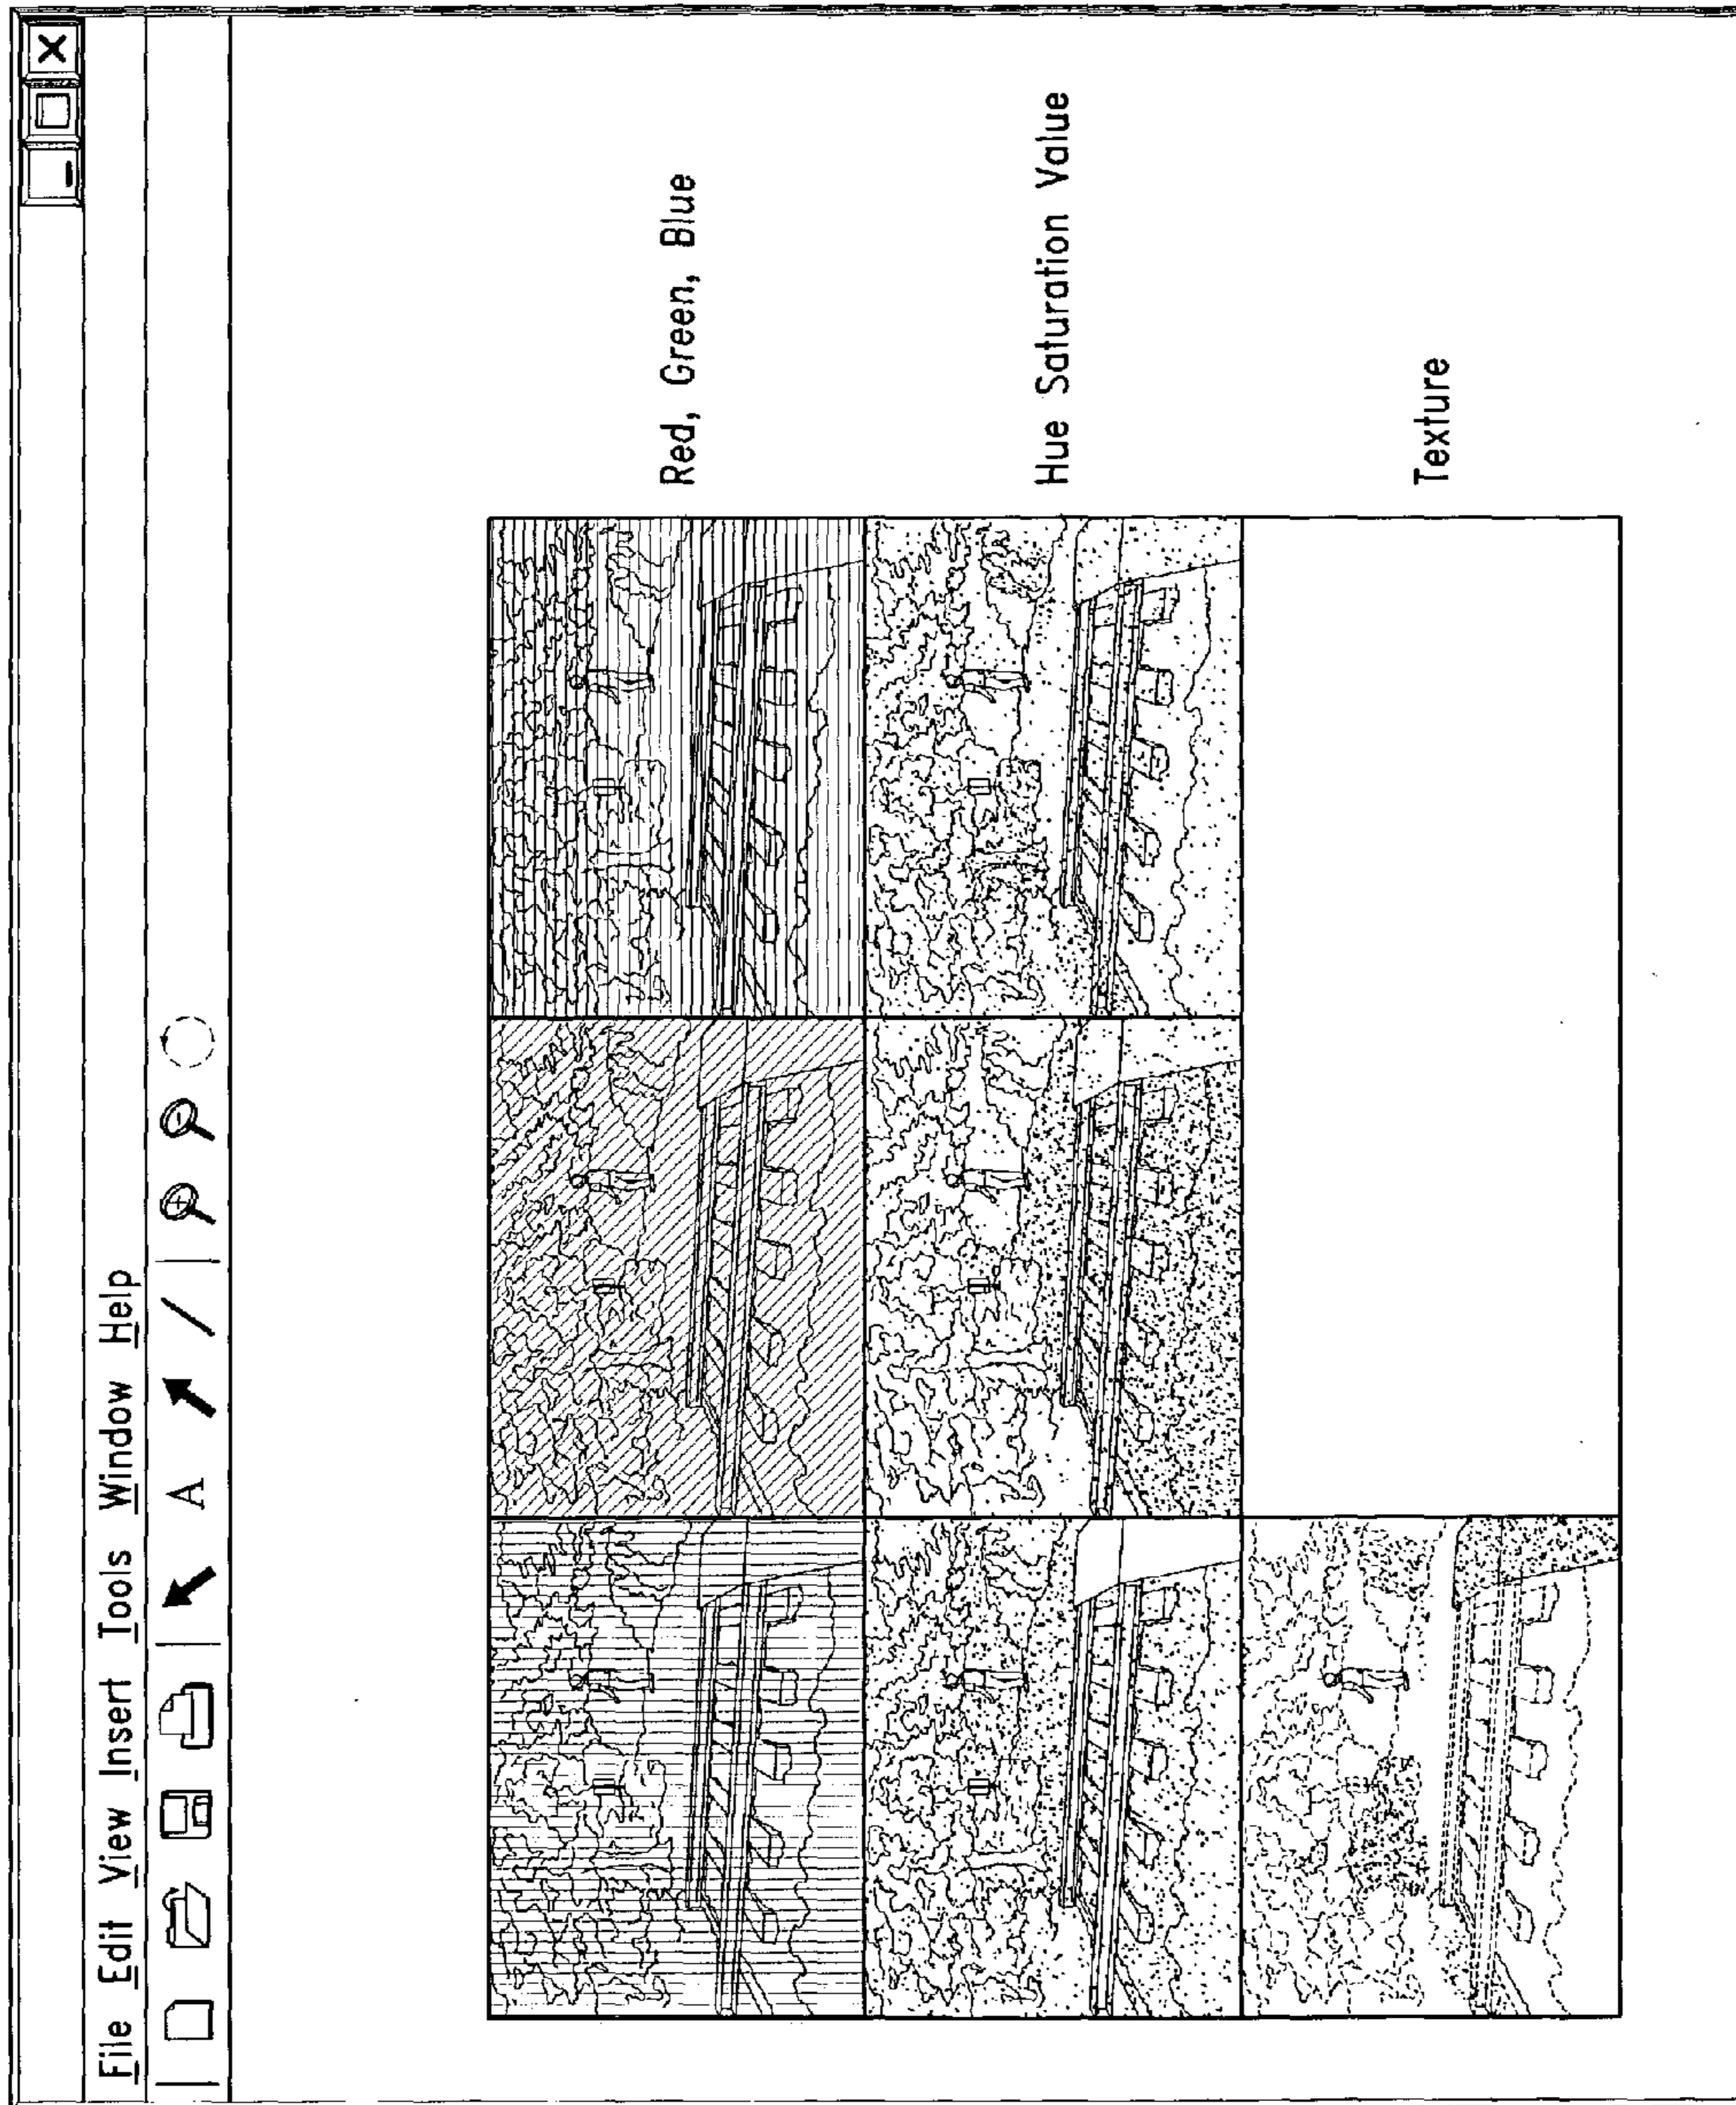 File Edit View Insert Tools Window Help
A
Red, Green, Blue
Hue Saturation Value
Texture